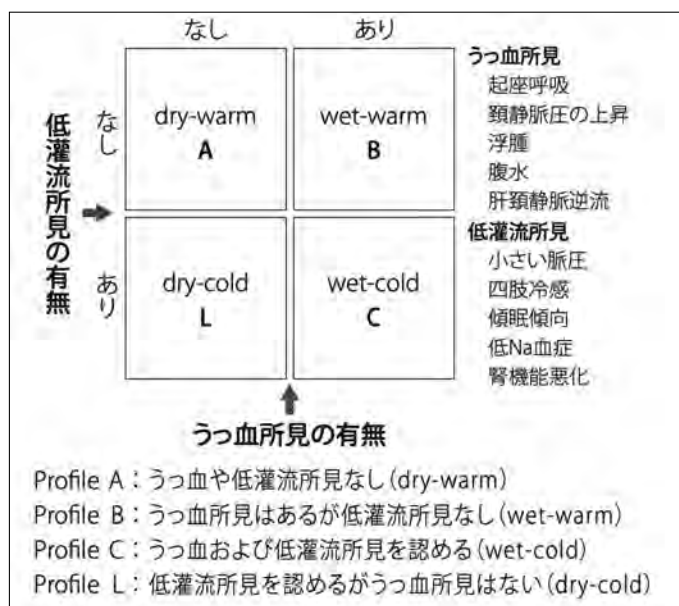 なし
あり
低灌流所見の有無
なし
あり
dry-warm
A
wet-warm
B
dry-cold
L
wet-cold
C
うっ血所見の有無
うっ血所見
起座呼吸
頚静脈圧の上昇
浮腫
腹水
肝頚静脈逆流
低灌流所見
小さい脈圧
四肢冷感
傾眠傾向
低Na血症
腎機能悪化
Profile A：うっ血や低灌流所見なし（dry-warm）
Profile B：うっ血所見はあるが低灌流所見なし（wet-warm）
Profile C：うっ血および低灌流所見を認める（wet-cold）
Profile L：低灌流所見を認めるがうっ血所見はない（dry-cold）